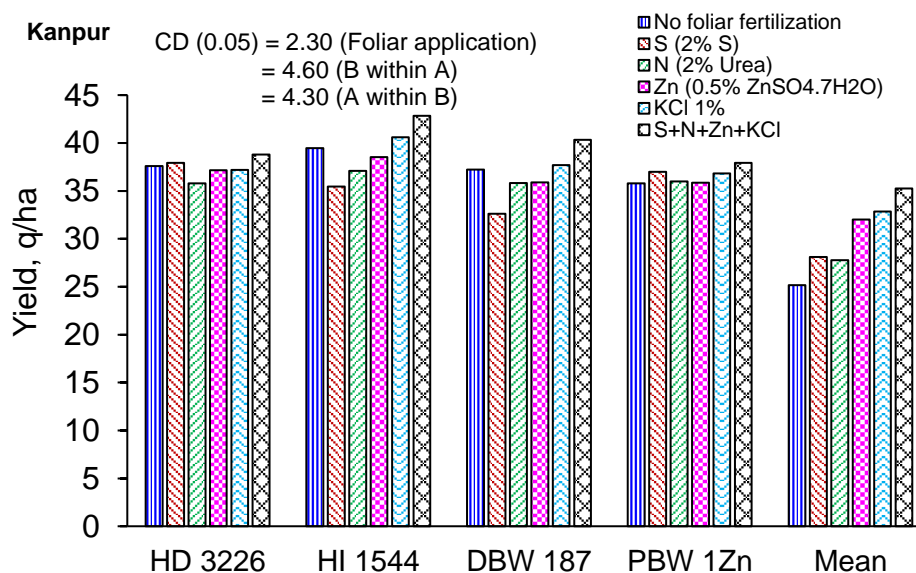 Kanpur
CD (0.05) = 2.30 (Foliar application)
= 4.60 (B within A)
= 4.30 (A within B)
No foliar fertilization
S (2% S)
N (2% Urea)
Zn (0.5% ZnSO4.7H2O)
KCl 1%
S+N+Zn+KCl
Yield, q/ha
45
40
35
30
25
20
15
10
5
0
HD 3226 HI 1544 DBW 187 PBW 1Zn Mean